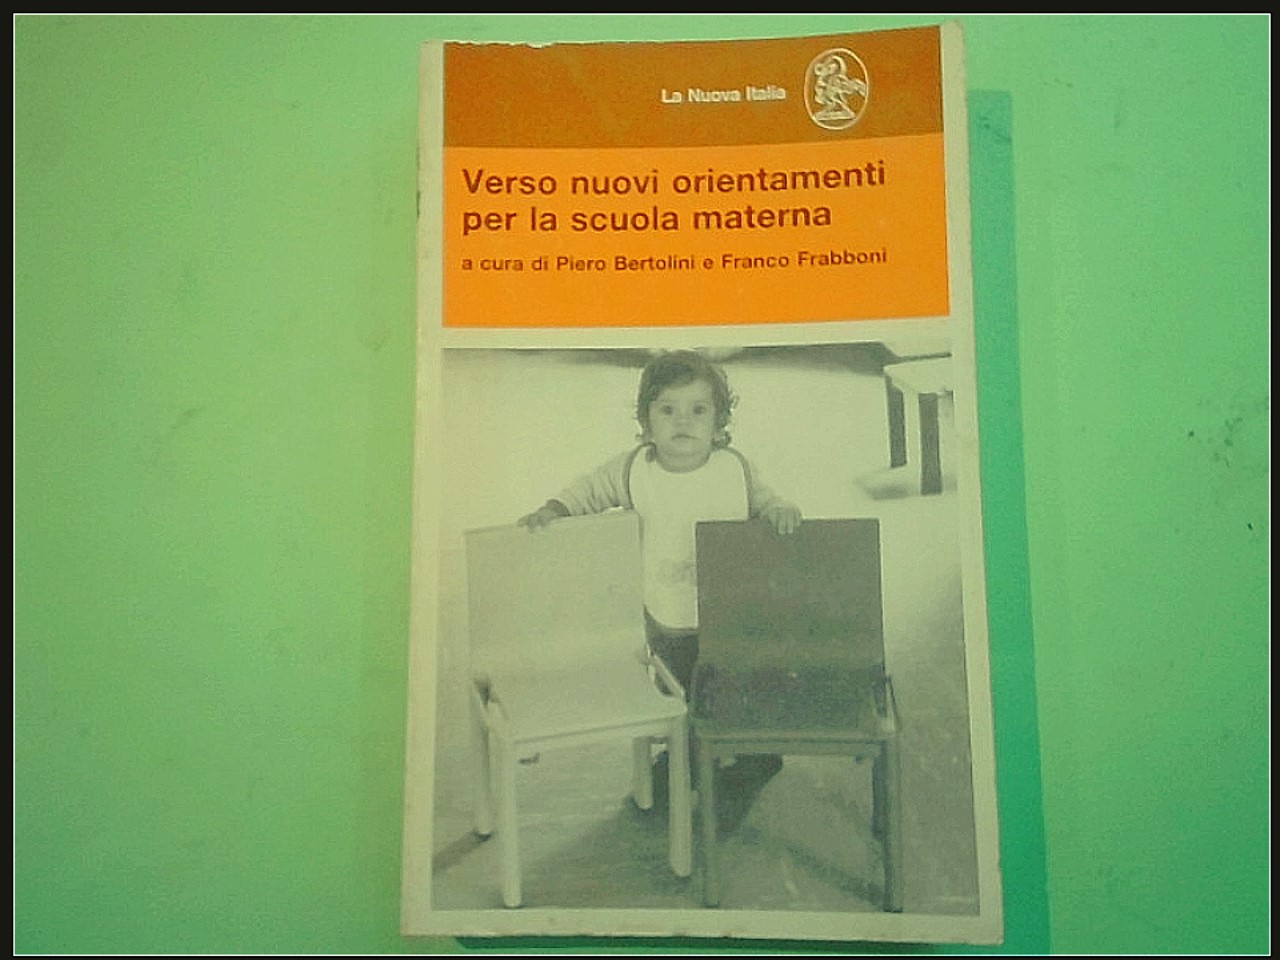 La Nuova Italia
Verso nuovi orientamenti
per la scuola materna
a cura di Piero Bertolini e Franco Frabboni